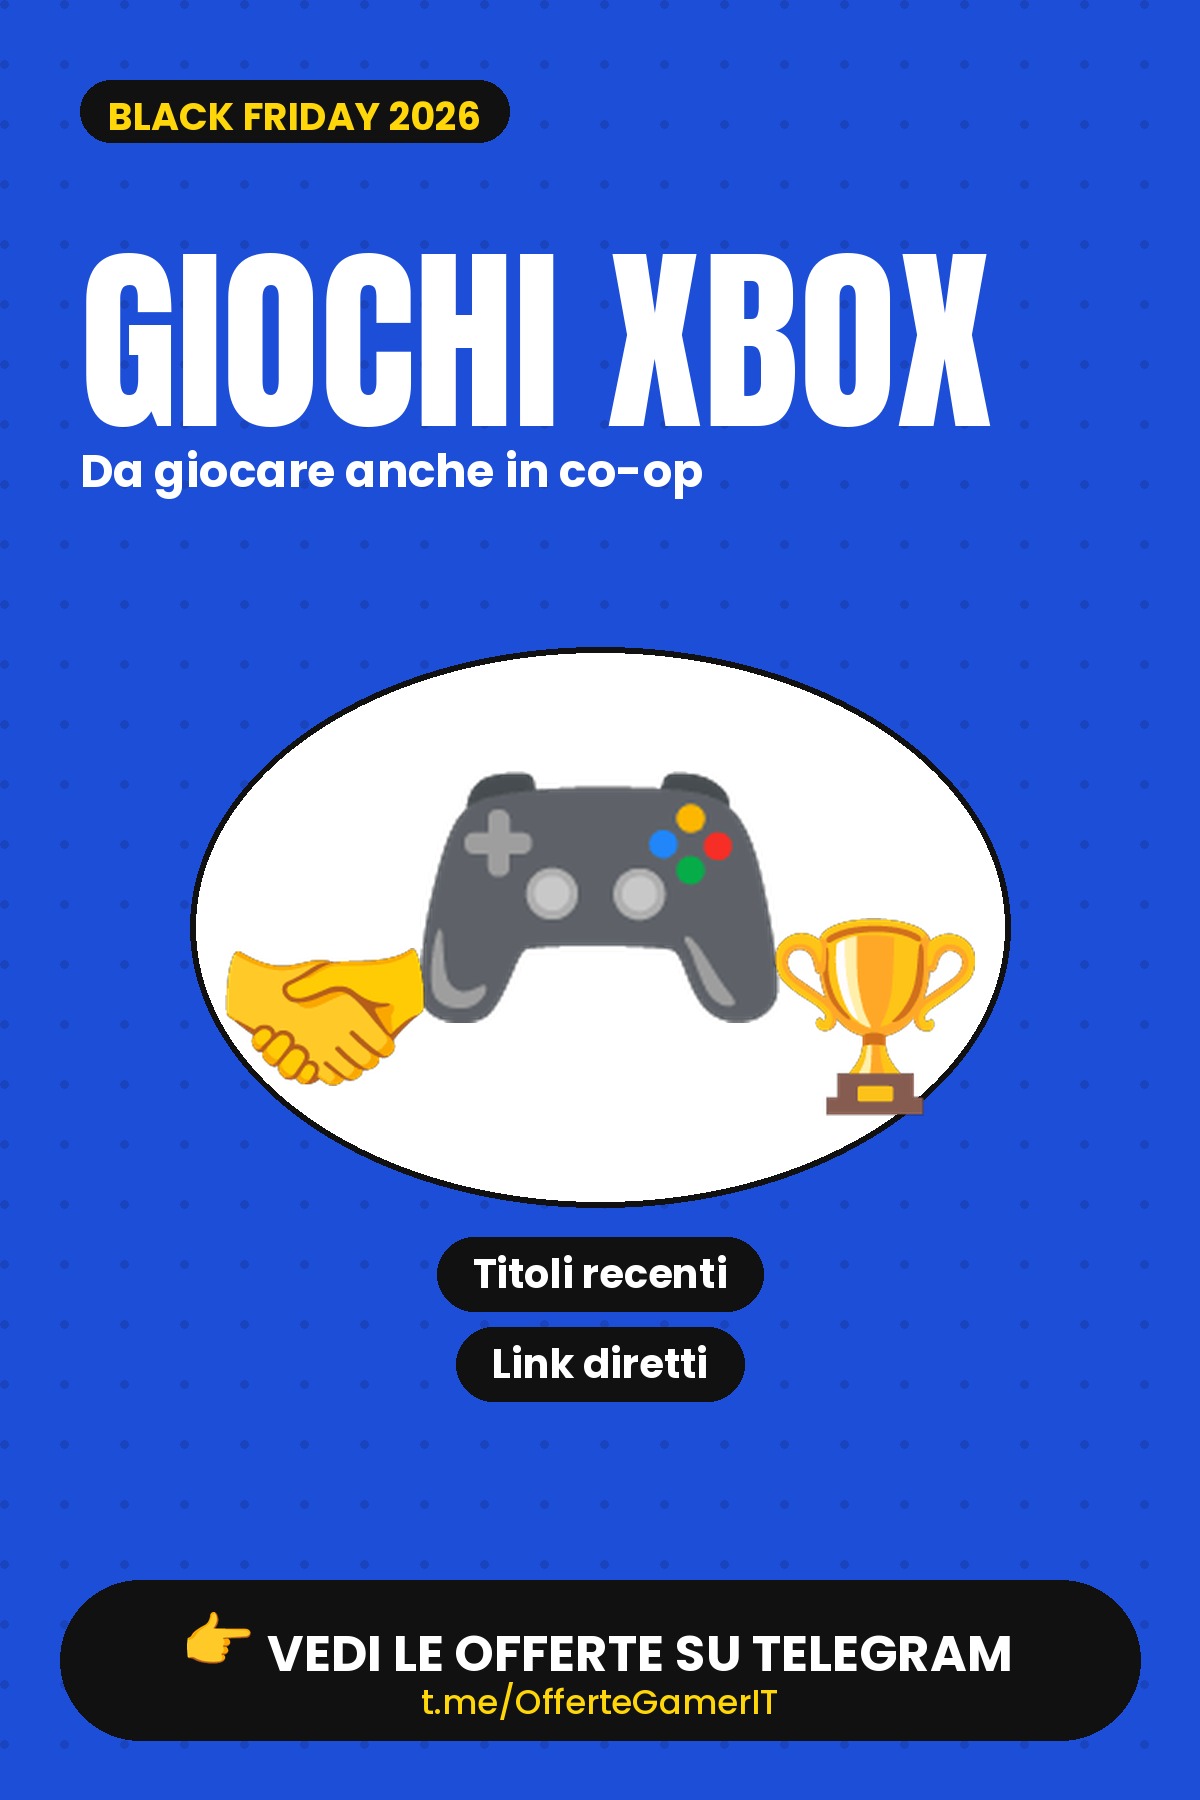 BLACK FRIDAY 2026
GIOCHI XBOX
Da giocare anche in co-op
Titoli recenti
Link diretti
VEDI LE OFFERTE SU TELEGRAM
t.me/OfferteGamerIT